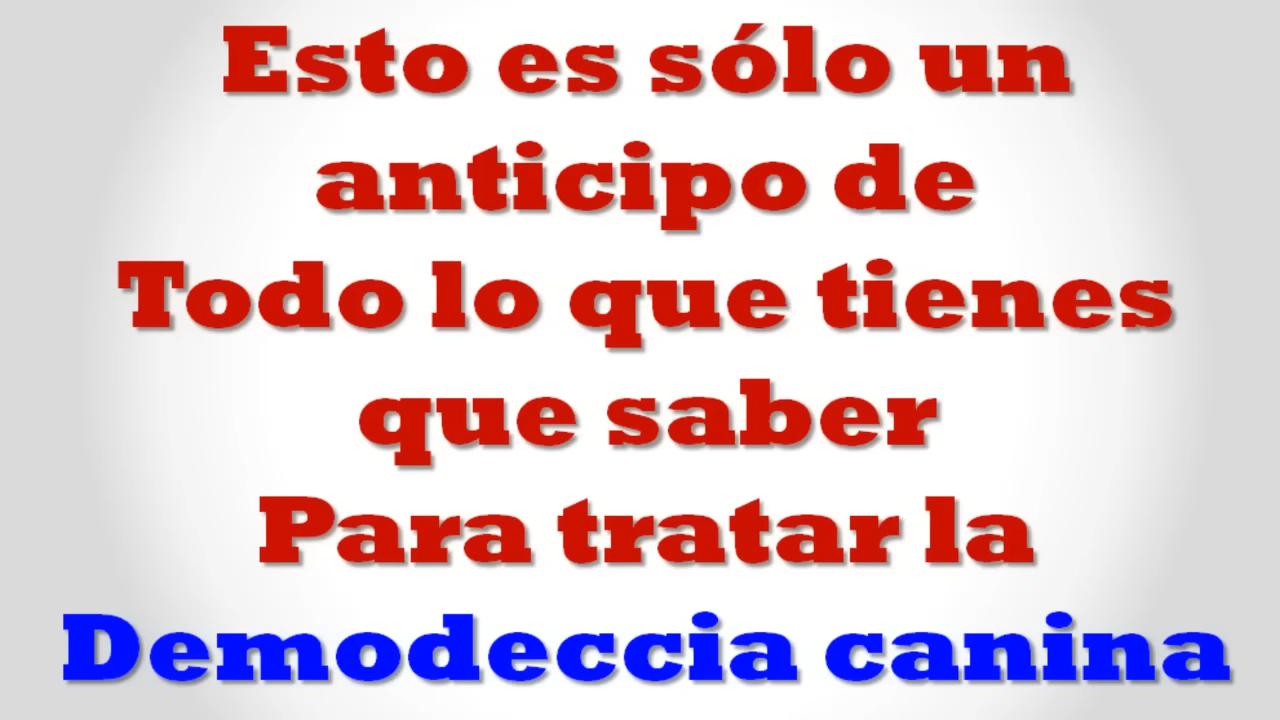 Esto es sólo un
anticipo de
Todo lo que tienes
que saber
Para tratar la
Demodeccia canina